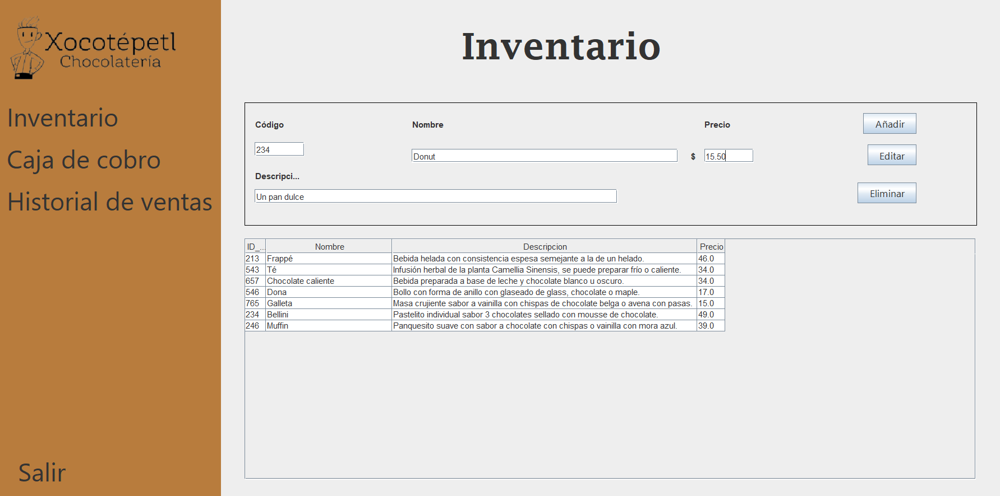 Xocotépetl
Chocolatería
Inventario
Caja de cobro
Historial de ventas
Salir
Inventario
Código Nombre Precio Añadir
234 Donut $ 15.50 Editar
Descripci...
Un pan dulce Eliminar
ID_... Nombre Descripcion Precio
213 Frappé Bebida helada con consistencia espesa semejante a la de un helado. 46.0
543 Té Infusión herbal de la planta Camellia Sinensis, se puede preparar frío o caliente. 34.0
657 Chocolate caliente Bebida preparada a base de leche y chocolate blanco u oscuro. 34.0
546 Dona Bollo con forma de anillo con glaseado de glass, chocolate o maple. 17.0
765 Galleta Masa crujiente sabor a vainilla con chispas de chocolate belga o avena con pasas. 15.0
234 Bellini Pastelito individual sabor 3 chocolates sellado con mousse de chocolate. 49.0
246 Muffin Panquesito suave con sabor a chocolate con chispas o vainilla con mora azul. 39.0